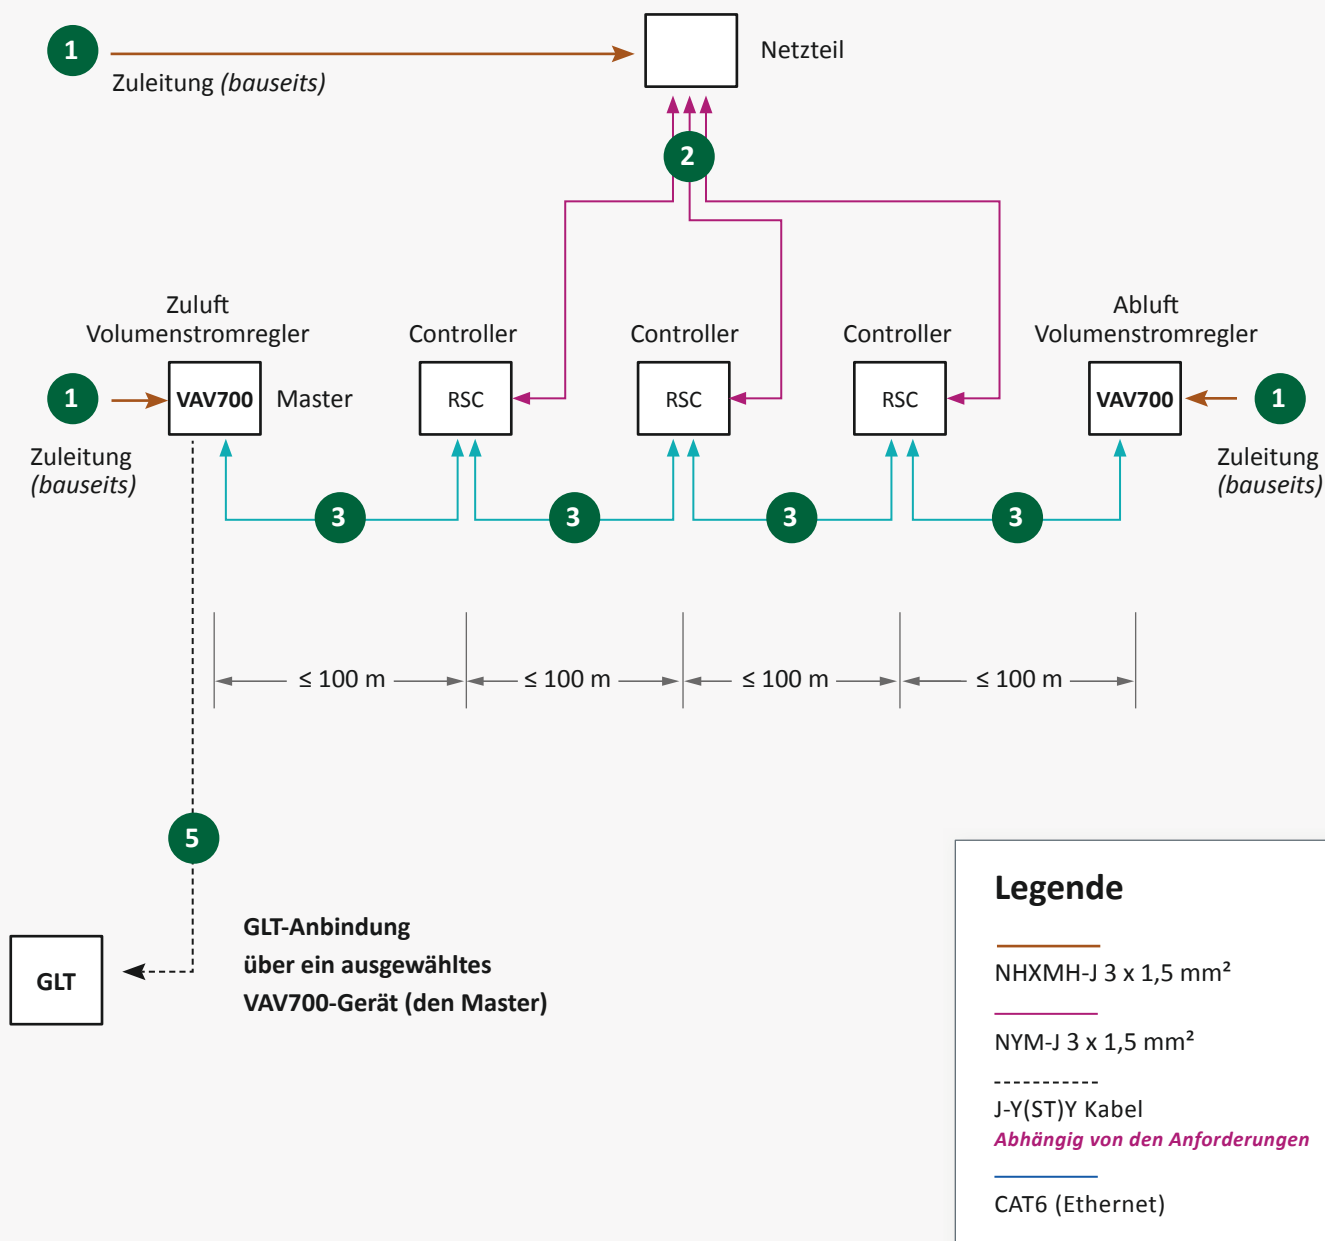 1
Zuleitung (bauseits)
Netzteil
2
Zuluft
Volumenstromregler
Controller
Controller
Controller
Abluft
Volumenstromregler
1
VAV700
Master
RSC
RSC
RSC
VAV700
1
Zuleitung
(bauseits)
Zuleitung
(bauseits)
3
3
3
3
≤ 100 m
≤ 100 m
≤ 100 m
≤ 100 m
5
GLT
GLT-Anbindung
über ein ausgewähltes
VAV700-Gerät (den Master)
Legende
NHXMH-J 3 x 1,5 mm²
NYM-J 3 x 1,5 mm²
J-Y(ST)Y Kabel
Abhängig von den Anforderungen
CAT6 (Ethernet)